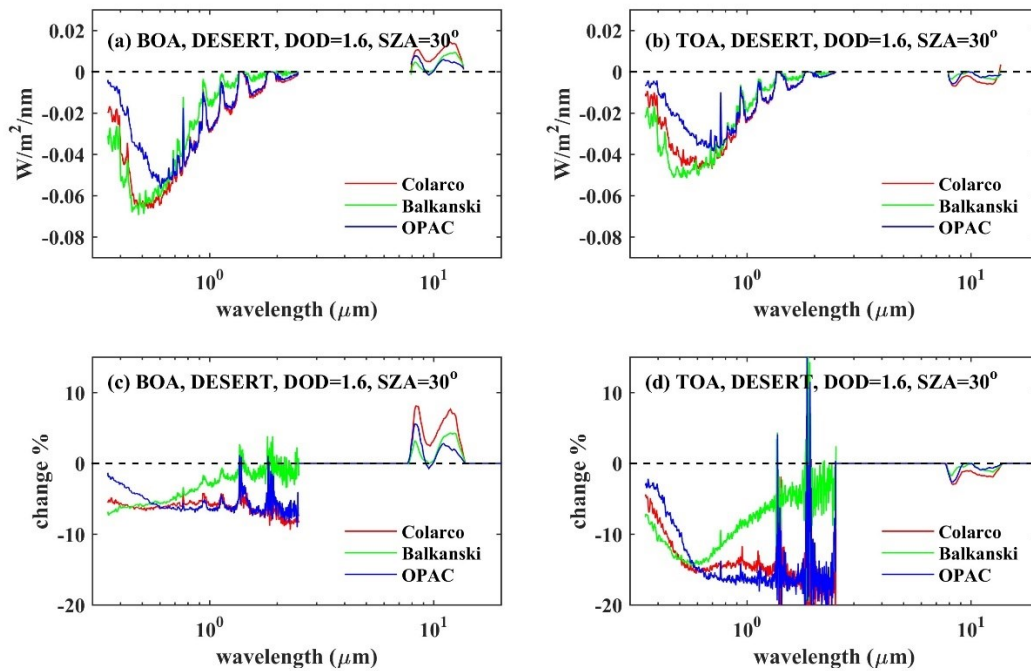 (a) BOA, DESERT, DOD=1.6, SZA=30°
0.02
0
-0.02
-0.04
-0.06
-0.08
W/m²/nm
Colarco
Balkanski
OPAC
10⁰
10¹
wavelength (μm)
(b) TOA, DESERT, DOD=1.6, SZA=30°
0.02
0
-0.02
-0.04
-0.06
-0.08
W/m²/nm
Colarco
Balkanski
OPAC
10⁰
10¹
wavelength (μm)
(c) BOA, DESERT, DOD=1.6, SZA=30°
10
0
-10
-20
change %
Colarco
Balkanski
OPAC
10⁰
10¹
wavelength (μm)
(d) TOA, DESERT, DOD=1.6, SZA=30°
10
0
-10
-20
change %
Colarco
Balkanski
OPAC
10⁰
10¹
wavelength (μm)